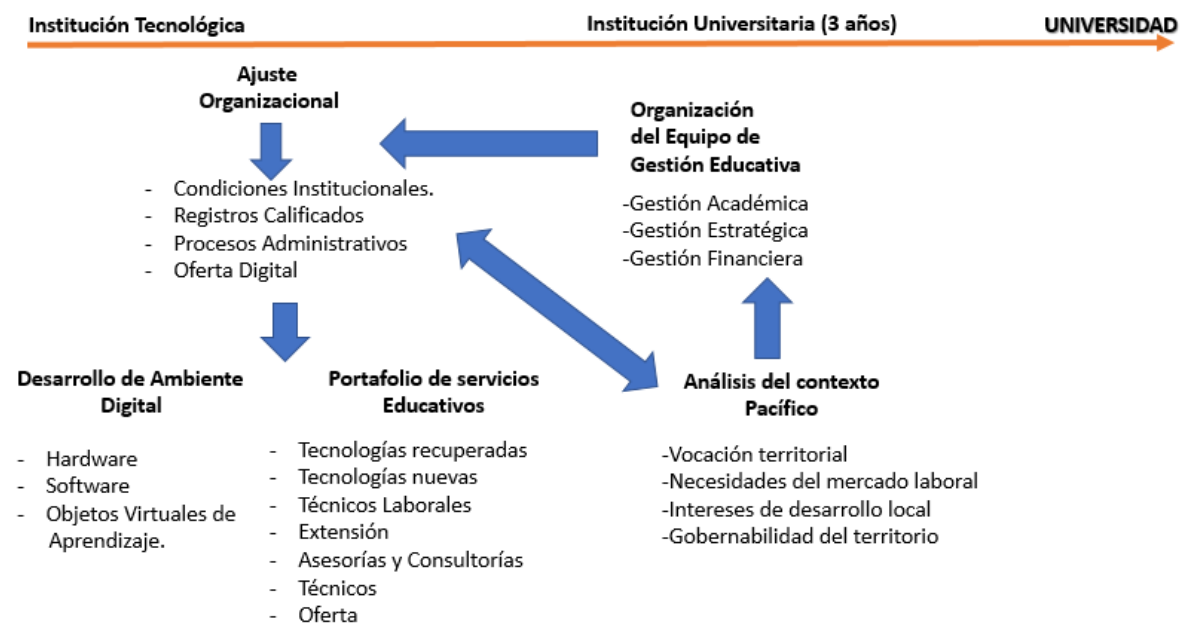 Institución Tecnológica
Institución Universitaria (3 años)
UNIVERSIDAD
Ajuste
Organizacional
- Condiciones Institucionales.
- Registros Calificados
- Procesos Administrativos
- Oferta Digital
Organización
del Equipo de
Gestión Educativa
-Gestión Académica
-Gestión Estratégica
-Gestión Financiera
Desarrollo de Ambiente
Digital
- Hardware
- Software
- Objetos Virtuales de
Aprendizaje.
Portafolio de servicios
Educativos
- Tecnologías recuperadas
- Tecnologías nuevas
- Técnicos Laborales
- Extensión
- Asesorías y Consultorías
- Técnicos
- Oferta
Análisis del contexto
Pacífico
-Vocación territorial
-Necesidades del mercado laboral
-Intereses de desarrollo local
-Gobernabilidad del territorio